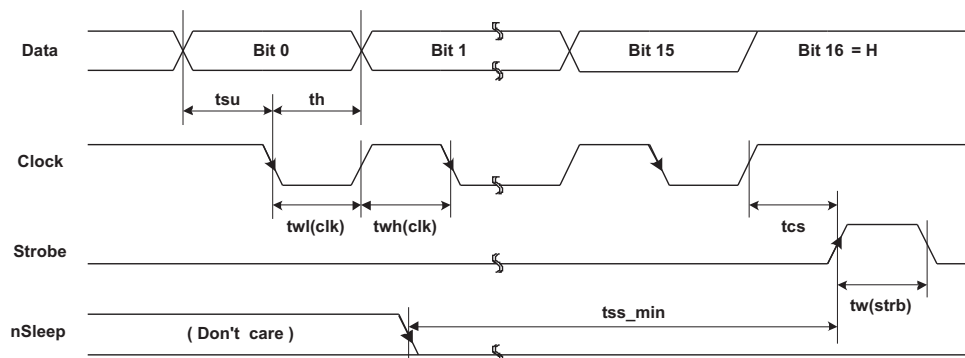 Data
Bit 0
Bit 1
Bit 15
Bit 16 = H
tsu
th
Clock
twl(clk)
twh(clk)
tcs
Strobe
tss_min
tw(strb)
nSleep
( Don't care )